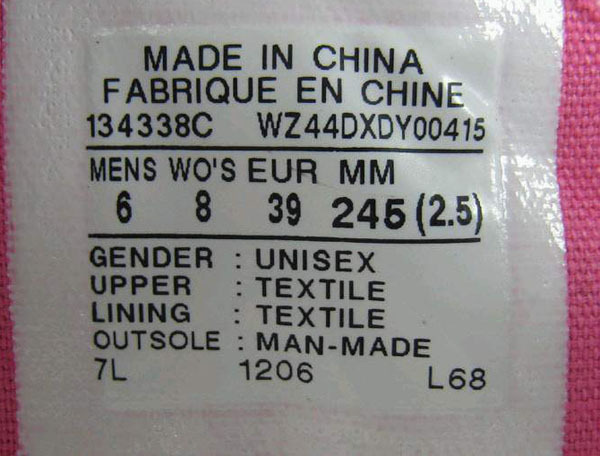 MADE IN CHINA
FABRIQUE EN CHINE
134338C WZ44DXDY00415
MENS WO'S EUR MM
6 8 39 245 (2.5)
GENDER : UNISEX
UPPER : TEXTILE
LINING : TEXTILE
OUTSOLE : MAN-MADE
7L 1206 L68